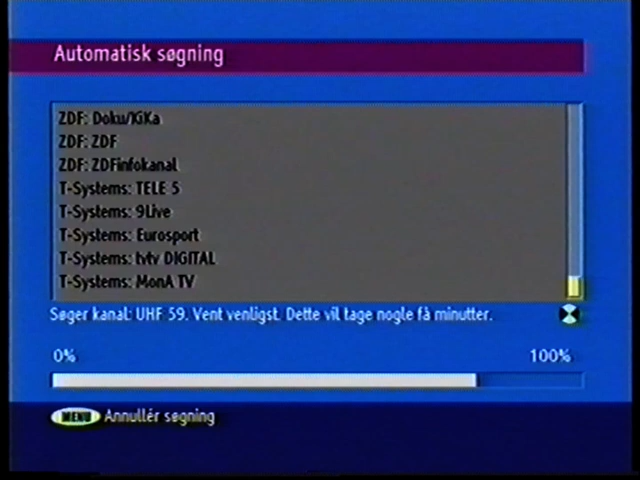 Automatisk søgning
ZDF: Doku/KiKa
ZDF: ZDF
ZDF: ZDFinfokanal
T-Systems: TELE 5
T-Systems: 9Live
T-Systems: Eurosport
T-Systems: tvtv DIGITAL
T-Systems: MonA TV
Søger kanal: UHF 59. Vent venligst. Dette vil tage nogle få minutter.
0% 100%
MENU Annullér søgning